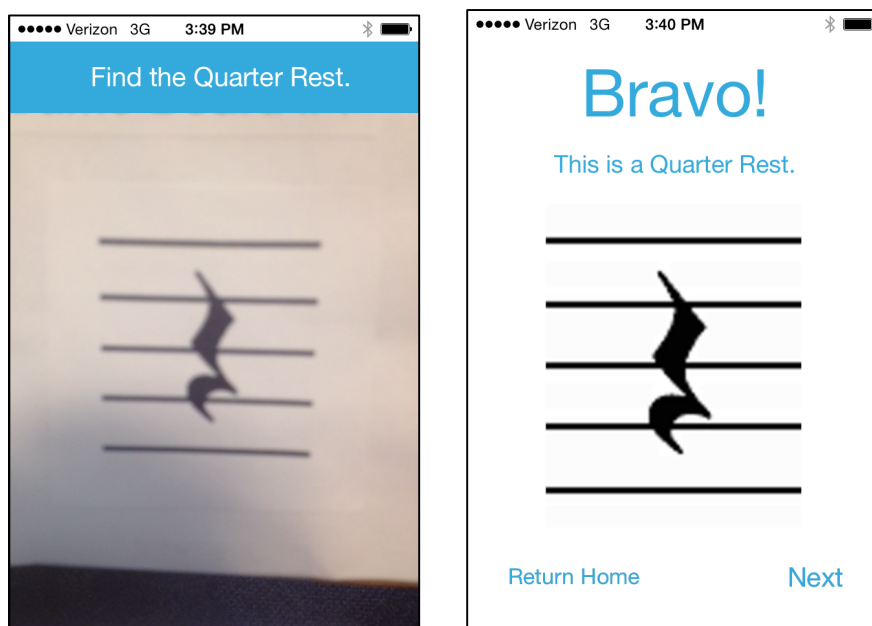 Verizon 3G 3:39 PM
Find the Quarter Rest.
Verizon 3G 3:40 PM
Bravo!
This is a Quarter Rest.
Return Home
Next